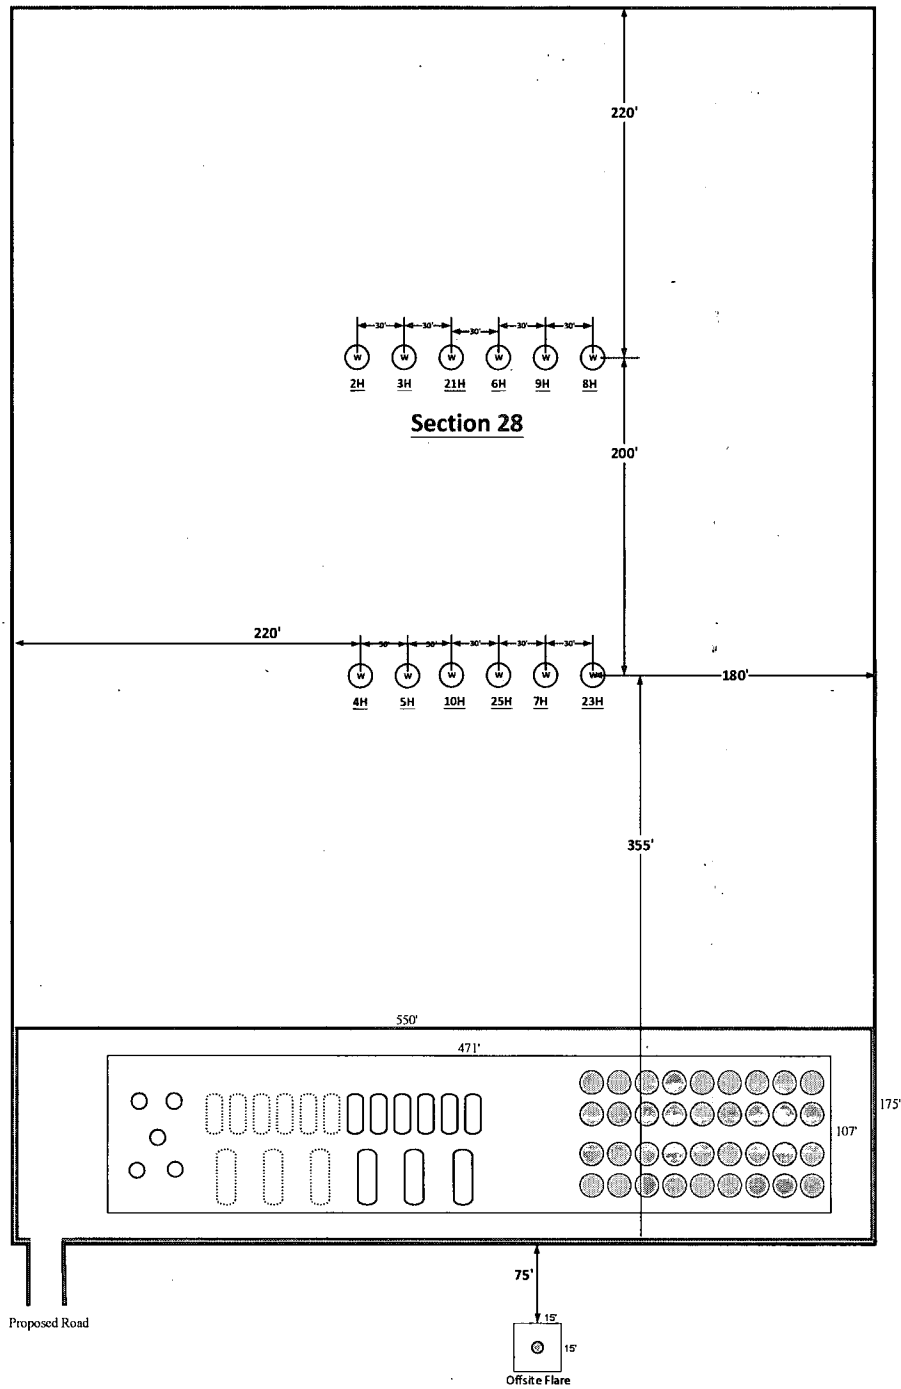 220'
30' 30' 30' 30' 30'
W W W W W W
2H 3H 21H 6H 9H 8H
Section 28
200'
220'
30' 30' 30' 30' 30'
W W W W W W
180'
4H 5H 10H 25H 7H 23H
355'
550'
471'
175'
107'
75'
Proposed Road
15'
15'
Offsite Flare